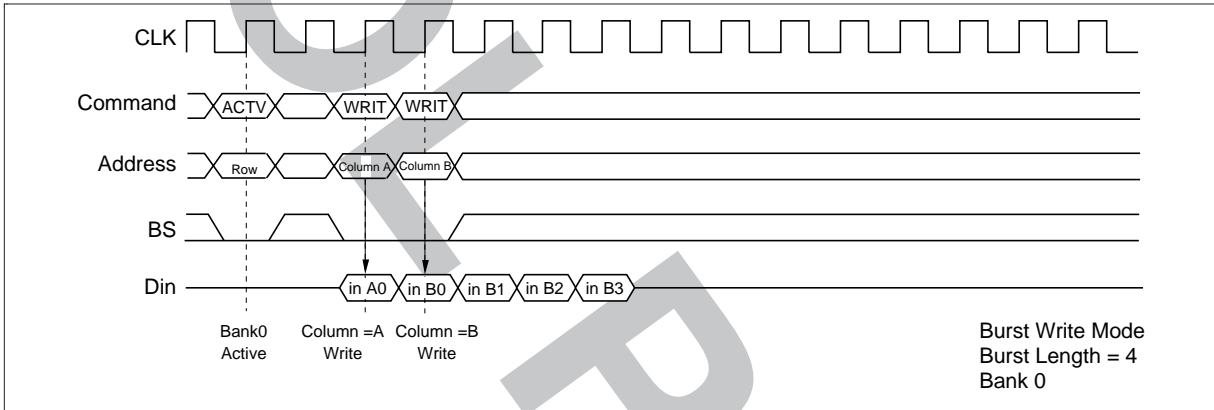 CLK
Command ACTV WRIT WRIT
Address Row Column A Column B
BS
Din in A0 in B0 in B1 in B2 in B3
Bank0 Column =A Column =B
Active Write Write
Burst Write Mode
Burst Length = 4
Bank 0